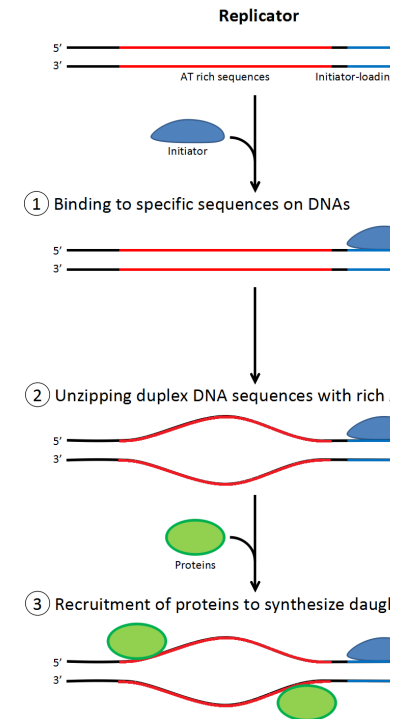 Replicator
5’
3’
AT rich sequences
Initiator-loadin
Initiator
1 Binding to specific sequences on DNAs
5’
3’
2 Unzipping duplex DNA sequences with rich
5’
3’
Proteins
3 Recruitment of proteins to synthesize
5’
3’